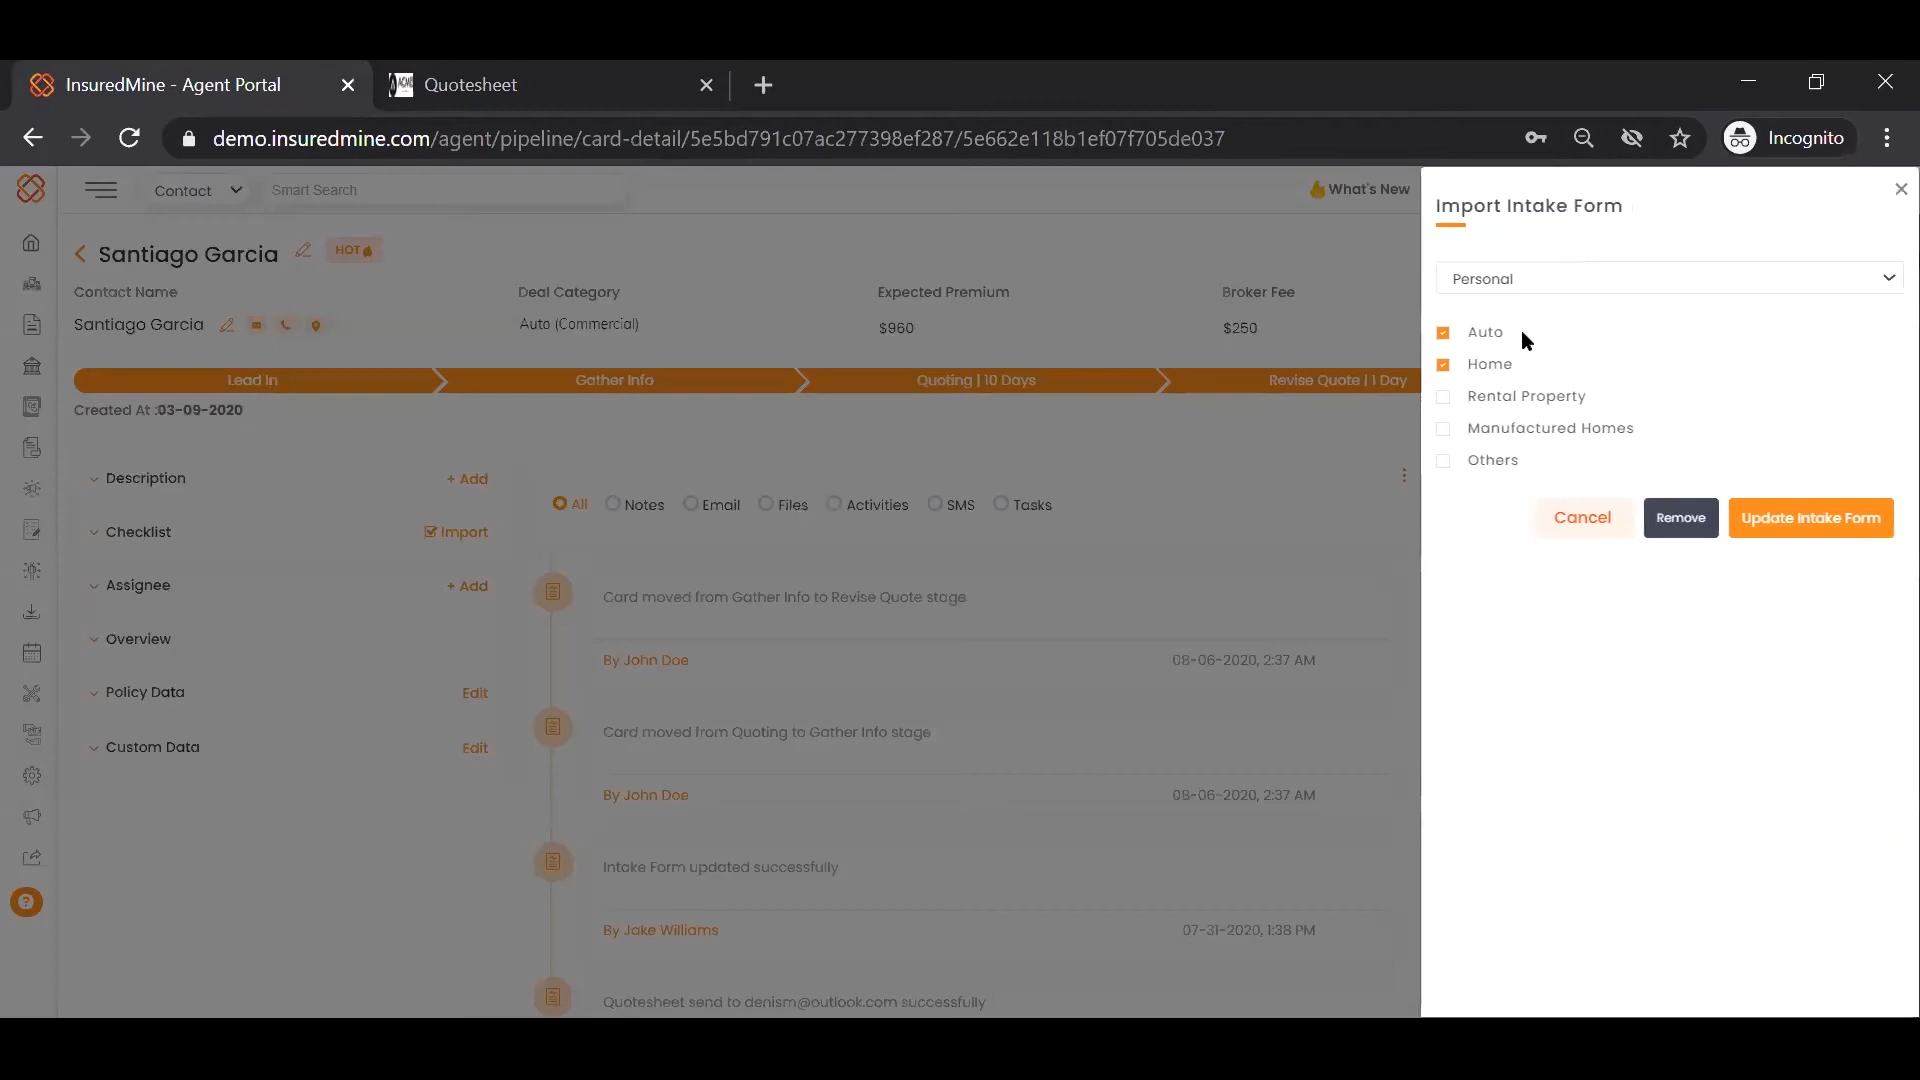 InsuredMine - Agent Portal
Quotesheet
demo.insuredmine.com/agent/pipeline/card-detail/5e5bd791c07ac277398ef287/5e662e118b1ef07f705de037
Incognito
Contact
Smart Search
What's New
Santiago Garcia
HOT
Contact Name
Deal Category
Expected Premium
Broker Fee
Santiago Garcia
Auto (Commercial)
$960
$250
Lead In
Gather Info
Quoting | 10 Days
Revise Quote | 1 Day
Created At :03-09-2020
Description
+ Add
Checklist
Import
Assignee
+ Add
Overview
Policy Data
Edit
Custom Data
Edit
All
Notes
Email
Files
Activities
SMS
Tasks
Card moved from Gather Info to Revise Quote stage
By John Doe
08-06-2020, 2:37 AM
Card moved from Quoting to Gather Info stage
By John Doe
08-06-2020, 2:37 AM
Intake Form updated successfully
By Jake Williams
07-31-2020, 1:38 PM
Quotesheet send to denism@outlook.com successfully
Import Intake Form
Personal
Auto
Home
Rental Property
Manufactured Homes
Others
Cancel
Remove
Update Intake Form